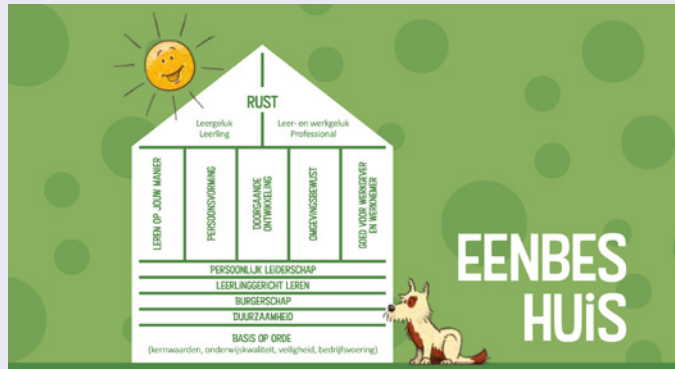 RUST
Leergeluk
Leerling
Leer- en werkgeluk
Professional
LEREN OP JOUW MANIER
PERSOONSVORMING
DOORGAANDE
ONTWIKKELING
OMGEVINGSBEWUST
GOED VOOR WERKGEVER
EN WERKNEMER
PERSOONLIJK LEIDERSCHAP
LEERLINGGERICHT LEREN
BURGERSCHAP
DUURZAAMHEID
BASIS OP ORDE
(kernwaarden, onderwijskwaliteit, veiligheid, bedrijfsvoering)
EENBES
HUiS